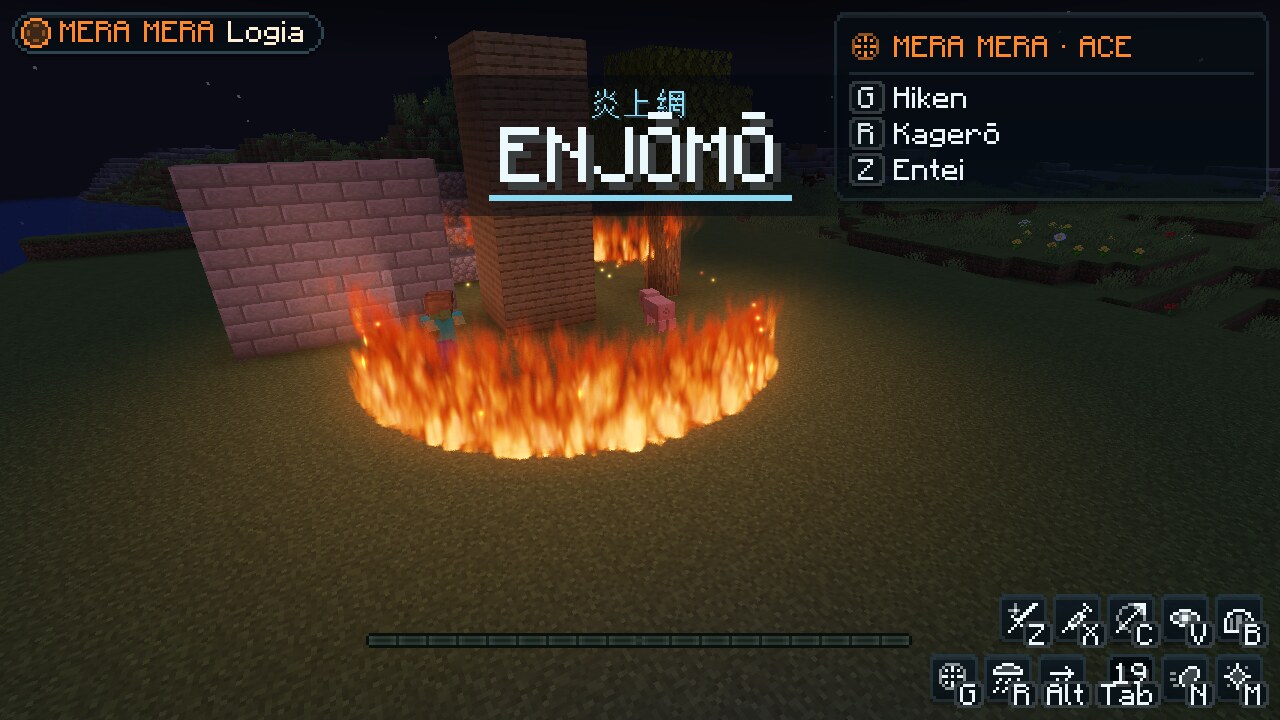 MERA MERA Logia
炎上網
ENJŌMŌ
MERA MERA · ACE
G Hiken
R Kagerō
Z Entei
Z X C V B
G R Alt 19 Tab N M